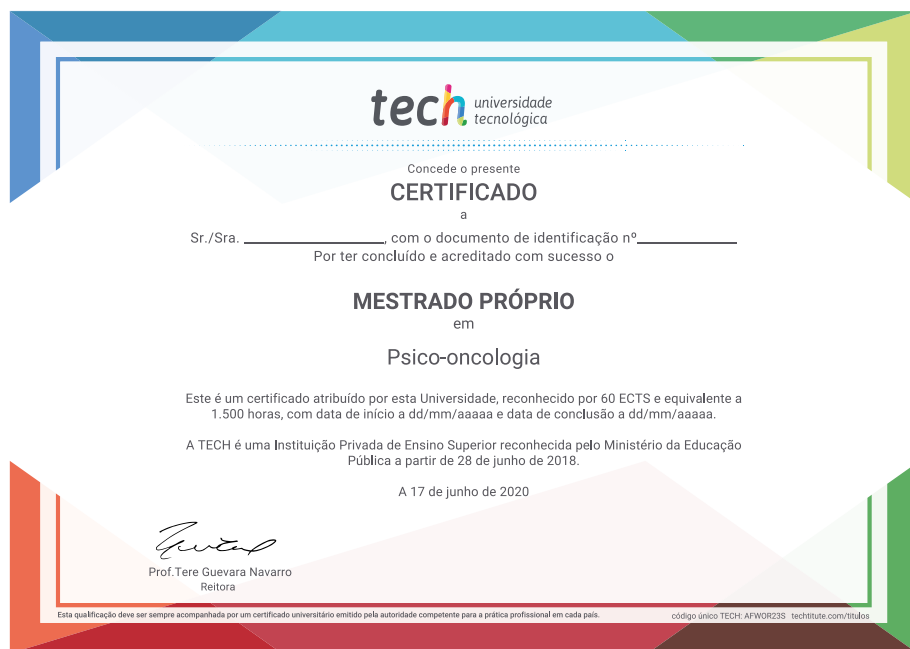 tech universidade
tecnológica
Concede o presente
CERTIFICADO
a
Sr./Sra. ____________, com o documento de identificação nº____________
Por ter concluído e acreditado com sucesso o
MESTRADO PRÓPRIO
em
Psico-oncologia
Este é um certificado atribuído por esta Universidade, reconhecido por 60 ECTS e equivalente a
1.500 horas, com data de início a dd/mm/aaaaa e data de conclusão a dd/mm/aaaaa.
A TECH é uma Instituição Privada de Ensino Superior reconhecida pelo Ministério da Educação
Pública a partir de 28 de junho de 2018.
A 17 de junho de 2020
Prof.Tere Guevara Navarro
Reitora
Esta qualificação deve ser sempre acompanhada por um certificado universitário emitido pela autoridade competente para a prática profissional em cada país.
código único TECH: AFWOR23S techtitute.com/titulos